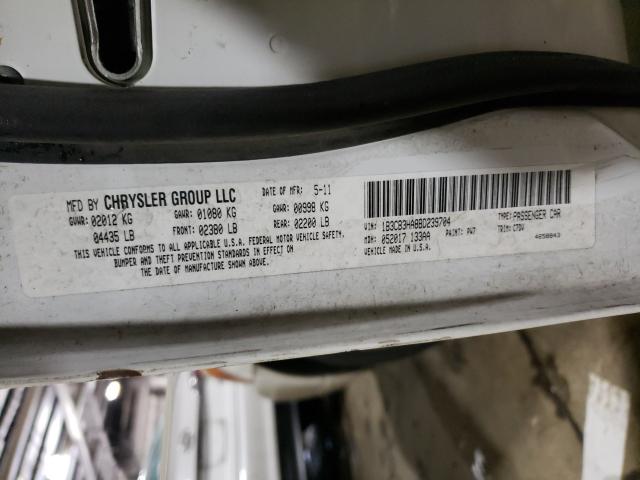 MFD BY CHRYSLER GROUP LLC DATE OF MFR: 5-11
GVWR: 02012 KG GAWR: 01080 KG GAWR: 00998 KG
04435 LB FRONT: 02380 LB REAR: 02200 LB
THIS VEHICLE CONFORMS TO ALL APPLICABLE U.S.A. FEDERAL MOTOR VEHICLE SAFETY,
BUMPER AND THEFT PREVENTION STANDARDS IN EFFECT ON
THE DATE OF MANUFACTURE SHOWN ABOVE.
VIN: 1B3CB3HA8BD239704 TYPE: PASSENGER CAR
MDH: 052017 133AA PAINT: PW7 TRIM: C7DV
VEHICLE MADE IN U.S.A. 4658843